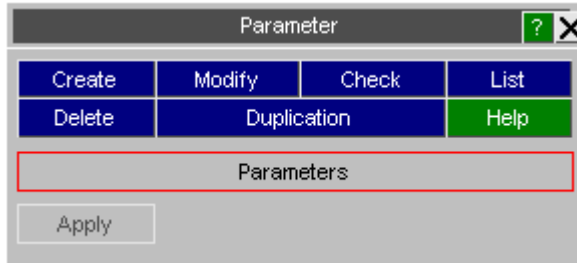 Parameter ? X
Create Modify Check List
Delete Duplication Help
Parameters
Apply